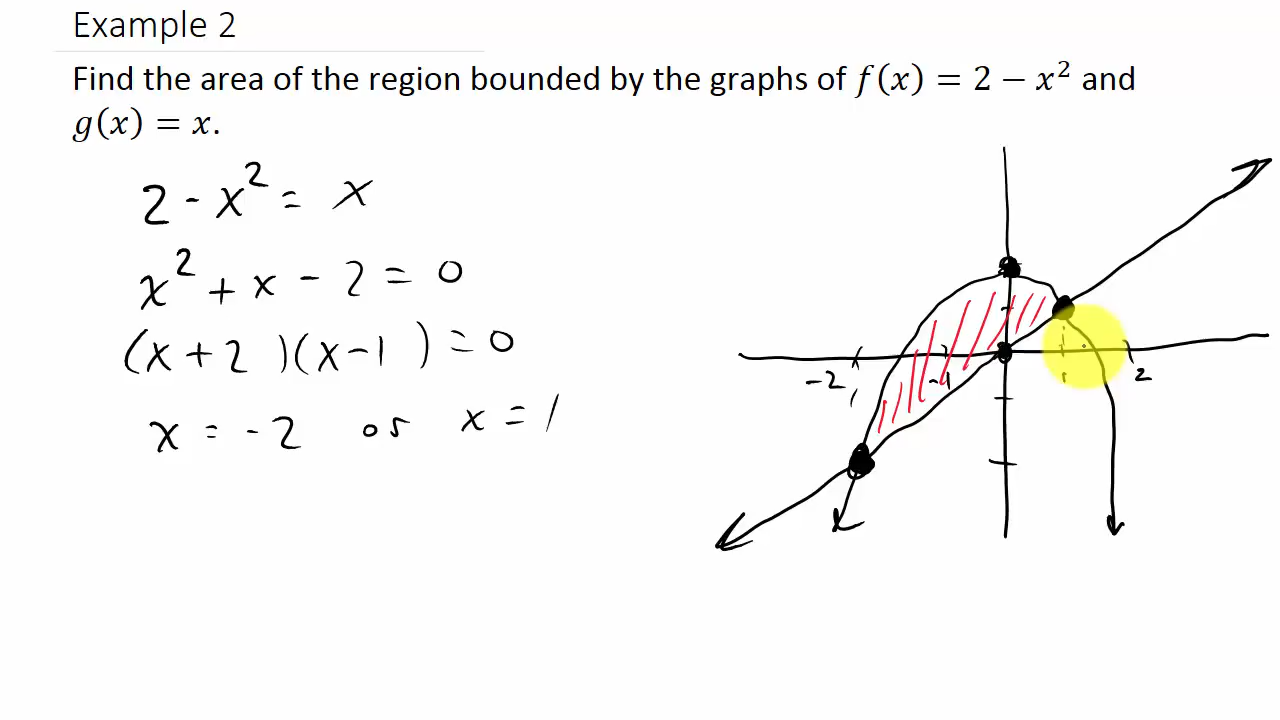 Example 2
Find the area of the region bounded by the graphs of f(x) = 2 − x² and
g(x) = x.
2 - x² = x
x² + x - 2 = 0
(x + 2 )(x - 1 ) = 0
x = -2 or x = 1
-2 -1 1 2